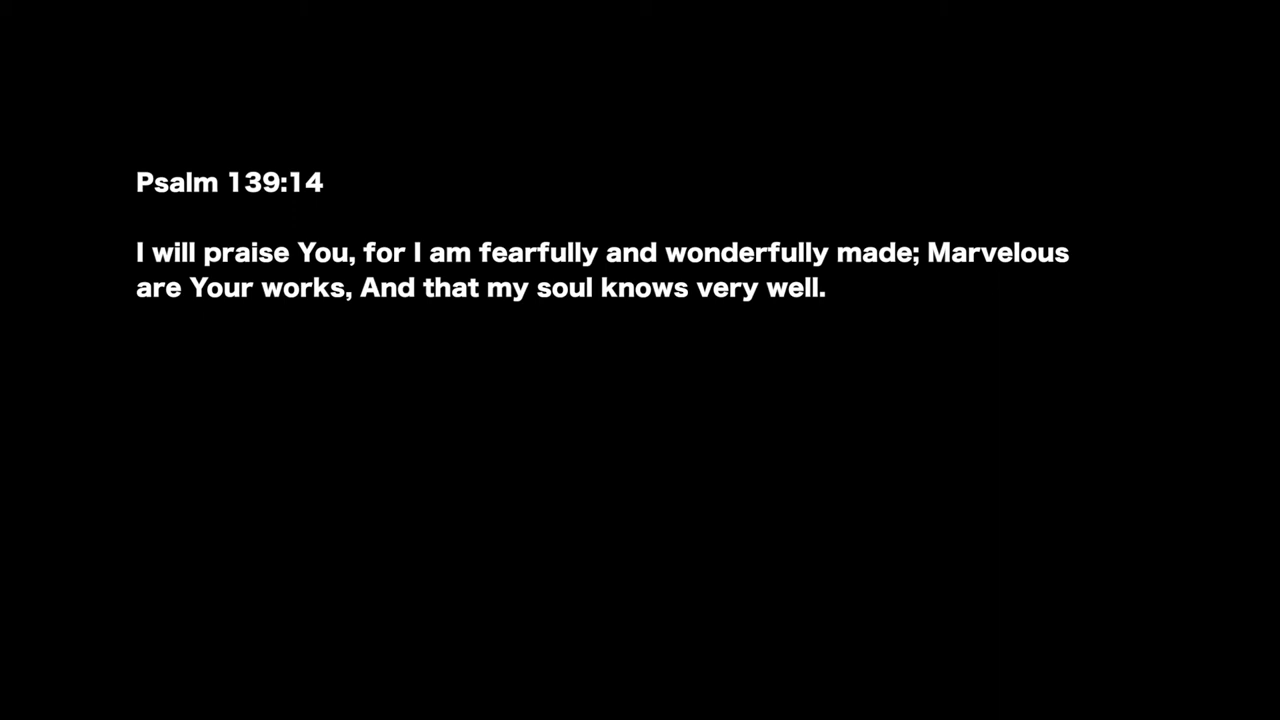 Psalm 139:14
I will praise You, for I am fearfully and wonderfully made; Marvelous
are Your works, And that my soul knows very well.